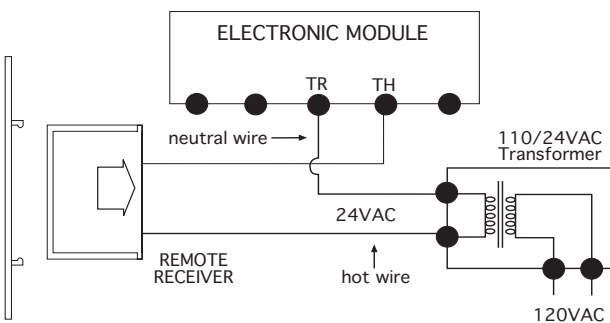 ELECTRONIC MODULE
TR TH
neutral wire
110/24VAC
Transformer
24VAC
REMOTE
RECEIVER
hot wire
120VAC